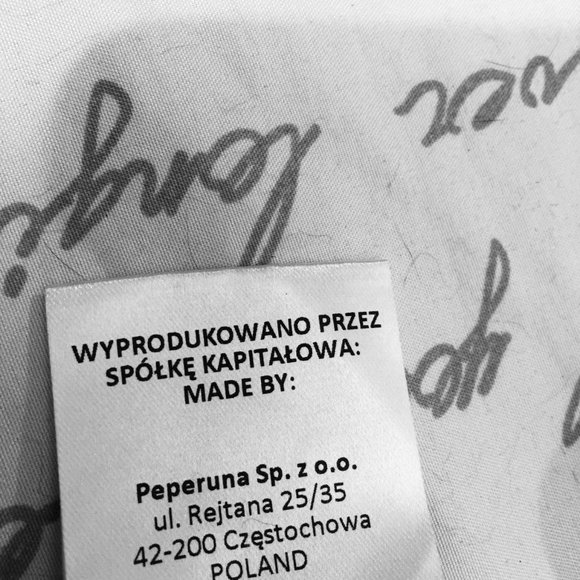 WYPRODUKOWANO PRZEZ
SPÓŁKĘ KAPITAŁOWA:
MADE BY:
Peperuna Sp. z o.o.
ul. Rejtana 25/35
42-200 Częstochowa
POLAND